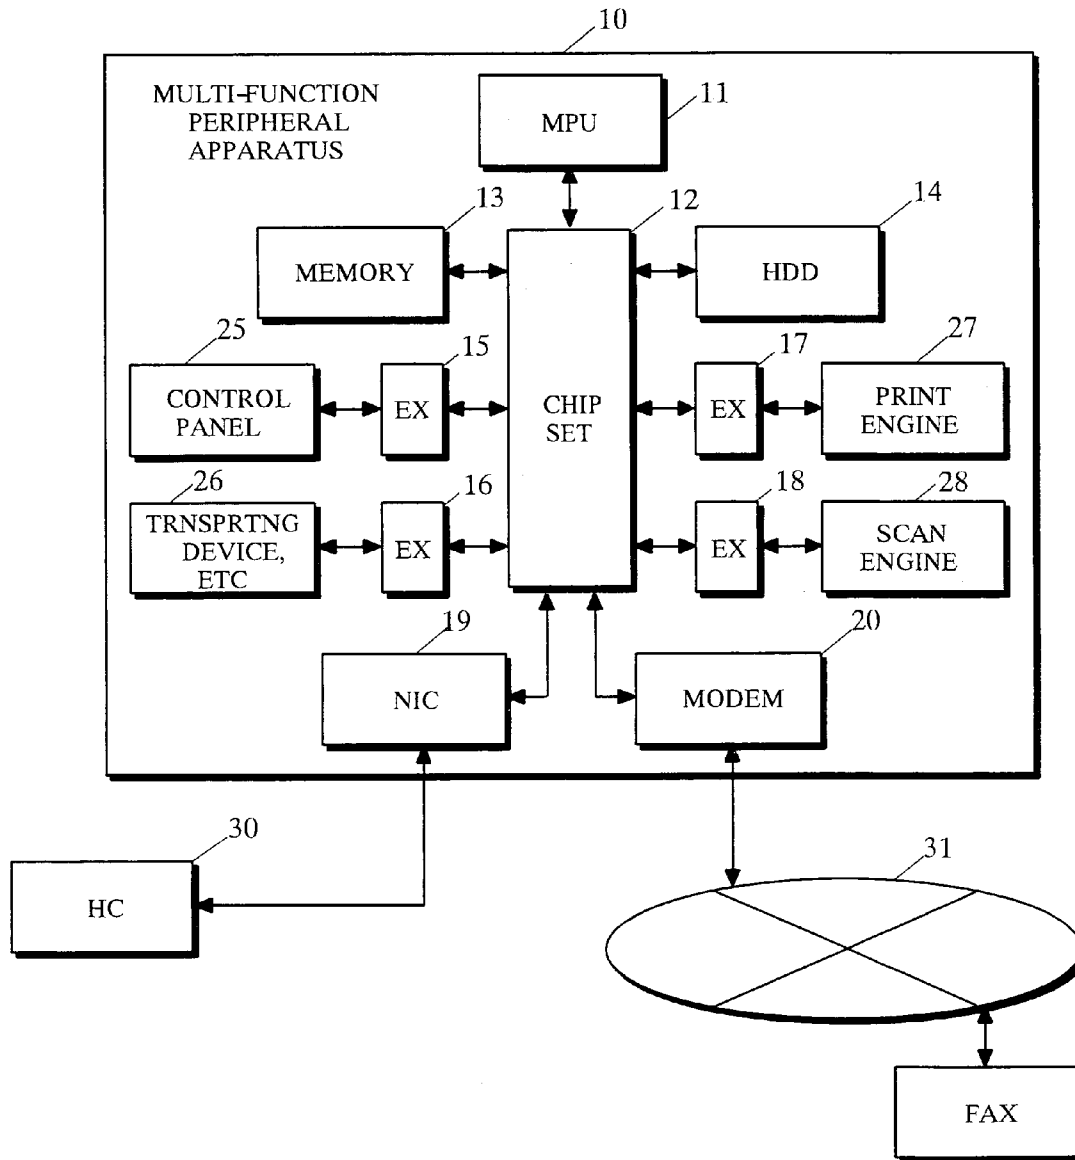 10
MULTI-FUNCTION
PERIPHERAL
APPARATUS
MPU
11
13
12
14
MEMORY
HDD
25
15
17
27
CONTROL
PANEL
EX
CHIP
SET
EX
PRINT
ENGINE
26
16
18
28
TRNSPRTNG
DEVICE,
ETC
EX
EX
SCAN
ENGINE
19
20
NIC
MODEM
30
HC
31
FAX